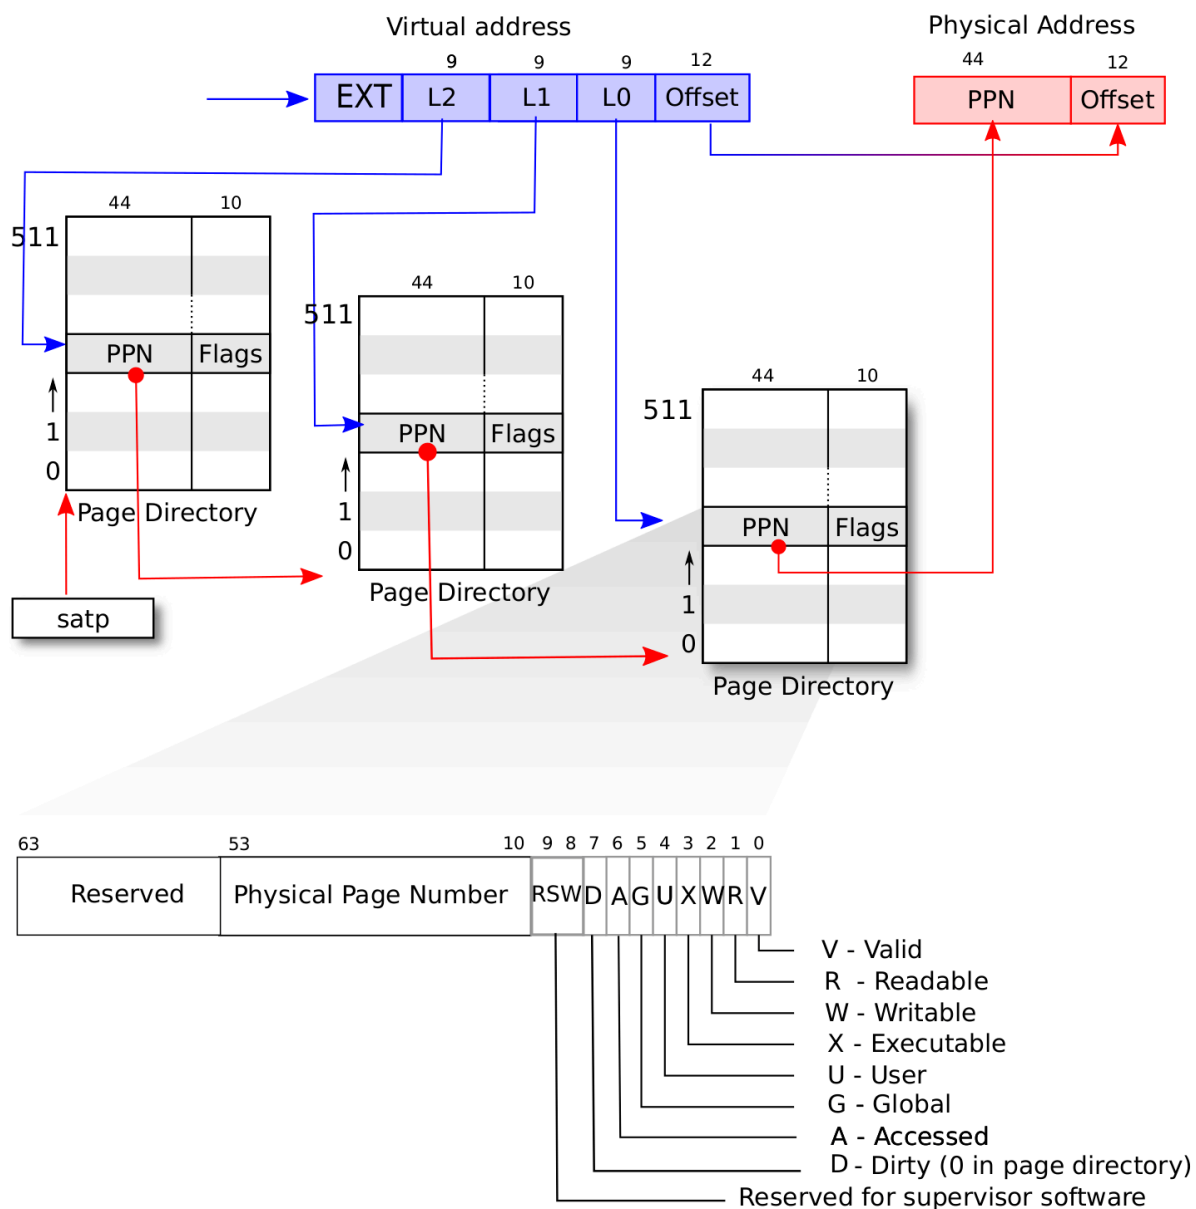 Virtual address
Physical Address
9 9 9 12
44 12
EXT L2 L1 L0 Offset
PPN Offset
44 10
511
PPN Flags
1
0
Page Directory
satp
44 10
511
PPN Flags
1
0
Page Directory
44 10
511
PPN Flags
1
0
Page Directory
63 53 10 9 8 7 6 5 4 3 2 1 0
Reserved Physical Page Number RSW D A G U X W R V
V - Valid
R - Readable
W - Writable
X - Executable
U - User
G - Global
A - Accessed
D - Dirty (0 in page directory)
Reserved for supervisor software